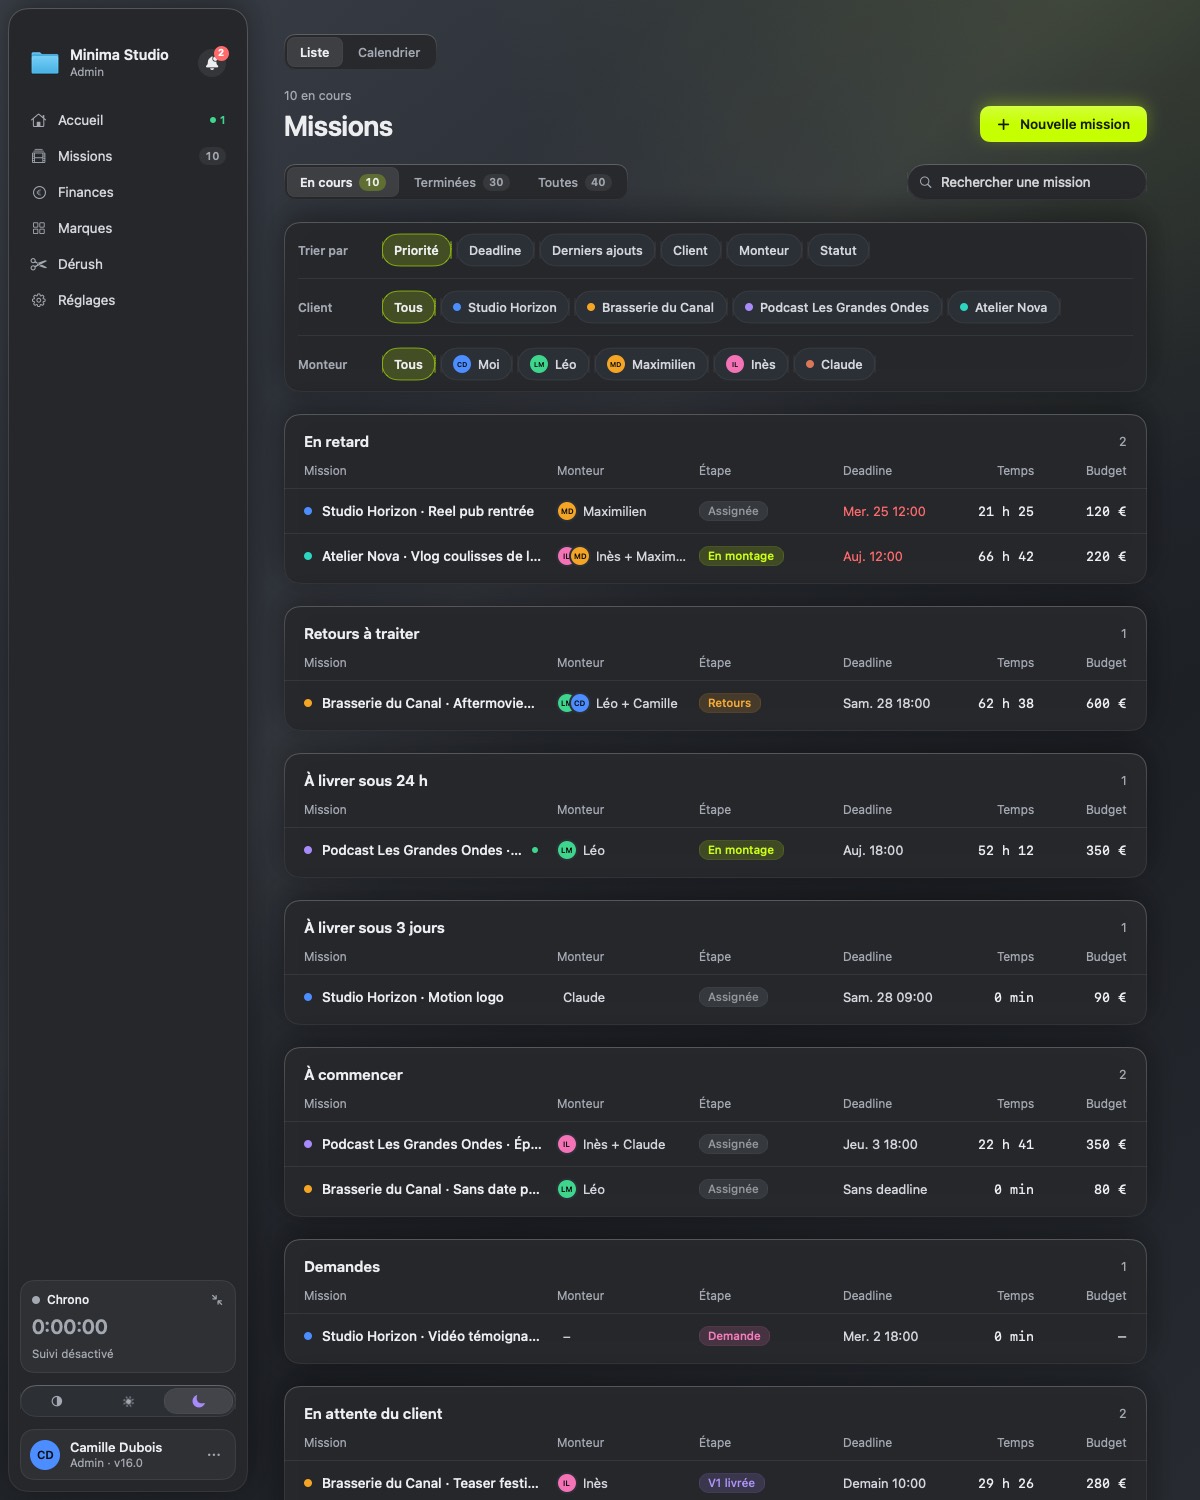 Minima Studio
Admin
2
Accueil 1
Missions 10
Finances
Marques
Dérush
Réglages
Chrono
0:00:00
Suivi désactivé
CD Camille Dubois
Admin · v16.0
Liste Calendrier
10 en cours
Missions
Nouvelle mission
En cours 10 Terminées 30 Toutes 40
Rechercher une mission
Trier par Priorité Deadline Derniers ajouts Client Monteur Statut
Client Tous Studio Horizon Brasserie du Canal Podcast Les Grandes Ondes Atelier Nova
Monteur Tous CD Moi LM Léo MD Maximilien IL Inès Claude
En retard 2
Mission Monteur Étape Deadline Temps Budget
Studio Horizon · Reel pub rentrée MD Maximilien Assignée Mer. 25 12:00 21 h 25 120 €
Atelier Nova · Vlog coulisses de l... IL MD Inès + Maxim... En montage Auj. 12:00 66 h 42 220 €
Retours à traiter 1
Mission Monteur Étape Deadline Temps Budget
Brasserie du Canal · Aftermovie... LM CD Léo + Camille Retours Sam. 28 18:00 62 h 38 600 €
À livrer sous 24 h 1
Mission Monteur Étape Deadline Temps Budget
Podcast Les Grandes Ondes ·... LM Léo En montage Auj. 18:00 52 h 12 350 €
À livrer sous 3 jours 1
Mission Monteur Étape Deadline Temps Budget
Studio Horizon · Motion logo Claude Assignée Sam. 28 09:00 0 min 90 €
À commencer 2
Mission Monteur Étape Deadline Temps Budget
Podcast Les Grandes Ondes · Ép... IL Inès + Claude Assignée Jeu. 3 18:00 22 h 41 350 €
Brasserie du Canal · Sans date p... LM Léo Assignée Sans deadline 0 min 80 €
Demandes 1
Mission Monteur Étape Deadline Temps Budget
Studio Horizon · Vidéo témoigna... – Demande Mer. 2 18:00 0 min –
En attente du client 2
Mission Monteur Étape Deadline Temps Budget
Brasserie du Canal · Teaser festi... IL Inès V1 livrée Demain 10:00 29 h 26 280 €